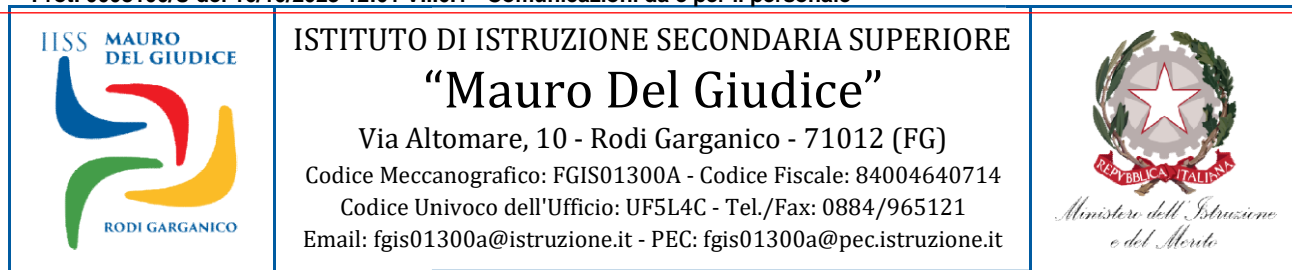 IISS MAURO
DEL GIUDICE
RODI GARGANICO
ISTITUTO DI ISTRUZIONE SECONDARIA SUPERIORE
“Mauro Del Giudice”
Via Altomare, 10 - Rodi Garganico - 71012 (FG)
Codice Meccanografico: FGIS01300A - Codice Fiscale: 84004640714
Codice Univoco dell'Ufficio: UF5L4C - Tel./Fax: 0884/965121
Email: fgis01300a@istruzione.it - PEC: fgis01300a@pec.istruzione.it
REPVBBLICA ITALIANA
Ministero dell'Istruzione
e del Merito